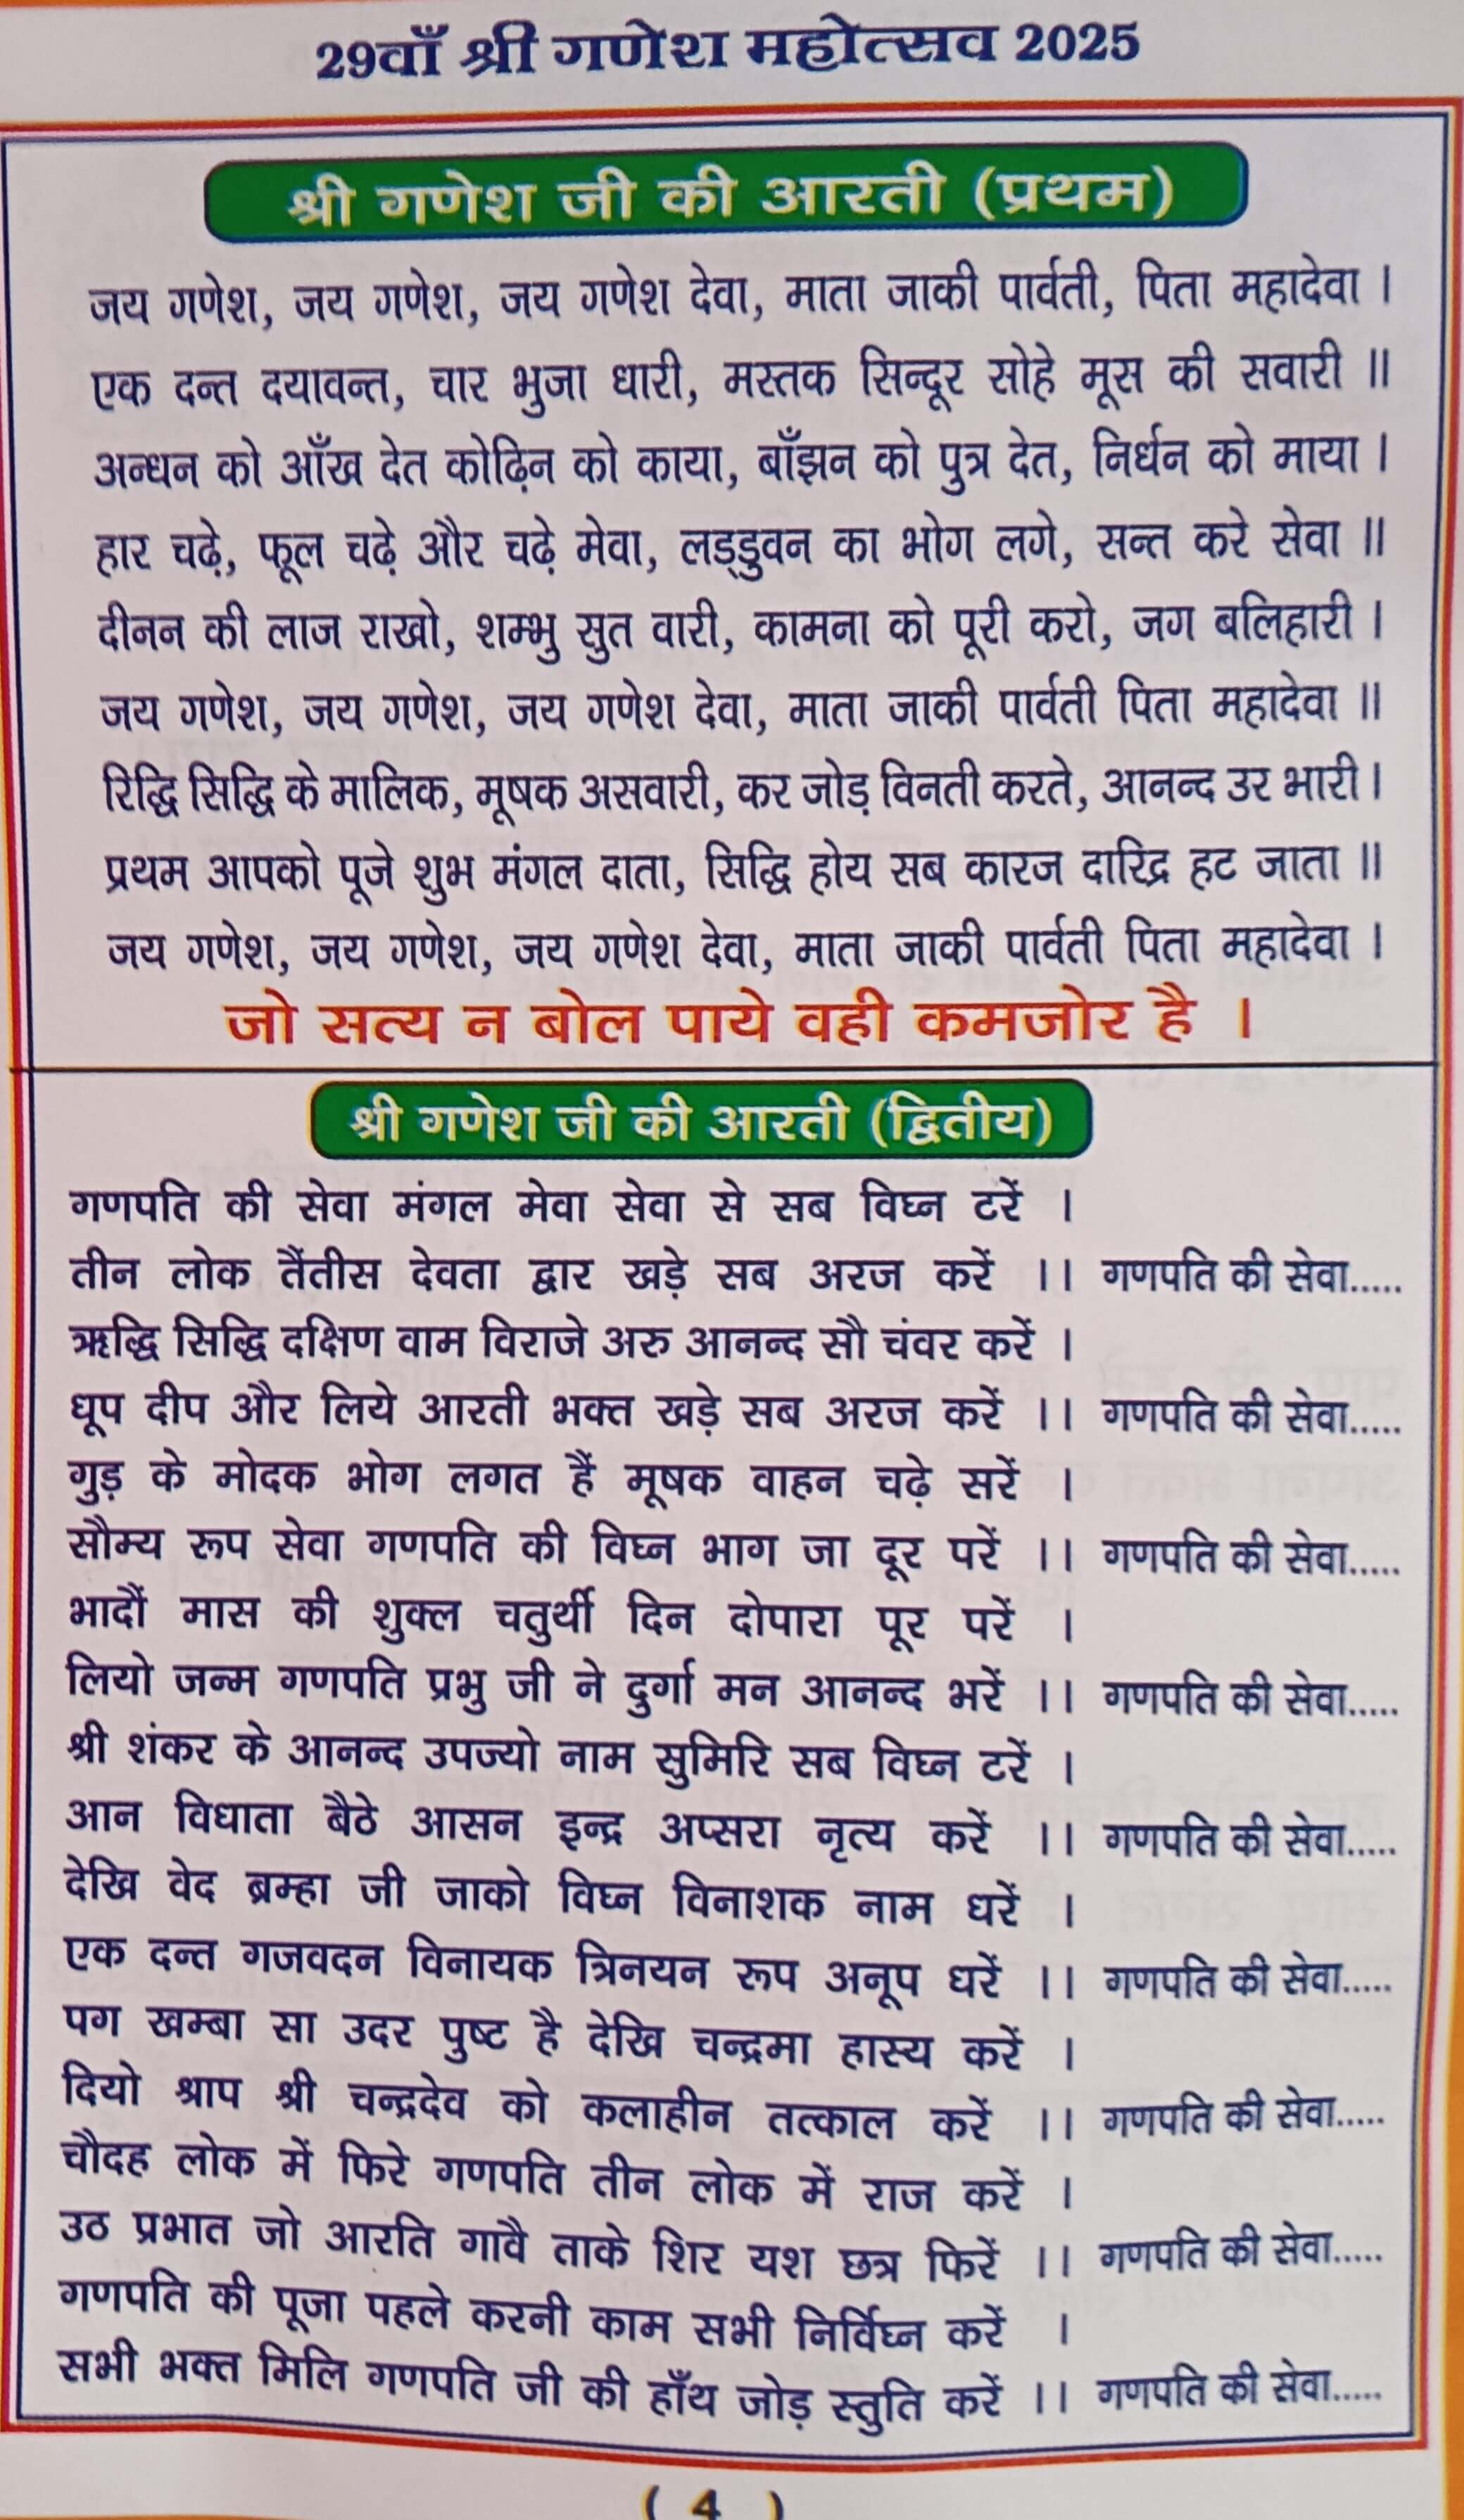 29वाँ श्री गणेश महोत्सव 2025
श्री गणेश जी की आरती (प्रथम)
जय गणेश, जय गणेश, जय गणेश देवा, माता जाकी पार्वती, पिता महादेवा ।
एक दन्त दयावन्त, चार भुजा धारी, मस्तक सिन्दूर सोहे मूस की सवारी ॥
अन्धन को आँख देत कोढ़िन को काया, बाँझन को पुत्र देत, निर्धन को माया ।
हार चढ़े, फूल चढ़े और चढ़े मेवा, लड्डुवन का भोग लगे, सन्त करे सेवा ॥
दीनन की लाज राखो, शम्भु सुत वारी, कामना को पूरी करो, जग बलिहारी ।
जय गणेश, जय गणेश, जय गणेश देवा, माता जाकी पार्वती पिता महादेवा ॥
रिद्धि सिद्धि के मालिक, मूषक असवारी, कर जोड़ विनती करते, आनन्द उर भारी ।
प्रथम आपको पूजे शुभ मंगल दाता, सिद्धि होय सब कारज दारिद्र हट जाता ॥
जय गणेश, जय गणेश, जय गणेश देवा, माता जाकी पार्वती पिता महादेवा ।
जो सत्य न बोल पाये वही कमजोर है ।
श्री गणेश जी की आरती (द्वितीय)
गणपति की सेवा मंगल मेवा सेवा से सब विघ्न टरें ।
तीन लोक तैंतीस देवता द्वार खड़े सब अरज करें ।। गणपति की सेवा.....
ऋद्धि सिद्धि दक्षिण वाम विराजे अरु आनन्द सौ चंवर करें ।
धूप दीप और लिये आरती भक्त खड़े सब अरज करें ।। गणपति की सेवा.....
गुड़ के मोदक भोग लगत हैं मूषक वाहन चढ़े सरें ।
सौम्य रूप सेवा गणपति की विघ्न भाग जा दूर परें ।। गणपति की सेवा.....
भादौं मास की शुक्ल चतुर्थी दिन दोपारा पूर परें ।
लियो जन्म गणपति प्रभु जी ने दुर्गा मन आनन्द भरें ।। गणपति की सेवा.....
श्री शंकर के आनन्द उपज्यो नाम सुमिरि सब विघ्न टरें ।
आन विधाता बैठे आसन इन्द्र अप्सरा नृत्य करें ।। गणपति की सेवा.....
देखि वेद ब्रम्हा जी जाको विघ्न विनाशक नाम धरें ।
एक दन्त गजवदन विनायक त्रिनयन रूप अनूप धरें ।। गणपति की सेवा.....
पग खम्बा सा उदर पुष्ट है देखि चन्द्रमा हास्य करें ।
दियो श्राप श्री चन्द्रदेव को कलाहीन तत्काल करें ।। गणपति की सेवा.....
चौदह लोक में फिरे गणपति तीन लोक में राज करें ।
उठ प्रभात जो आरति गावै ताके शिर यश छत्र फिरें ।। गणपति की सेवा.....
गणपति की पूजा पहले करनी काम सभी निर्विघ्न करें ।
सभी भक्त मिलि गणपति जी की हाँथ जोड़ स्तुति करें ।। गणपति की सेवा.....
( 4 )